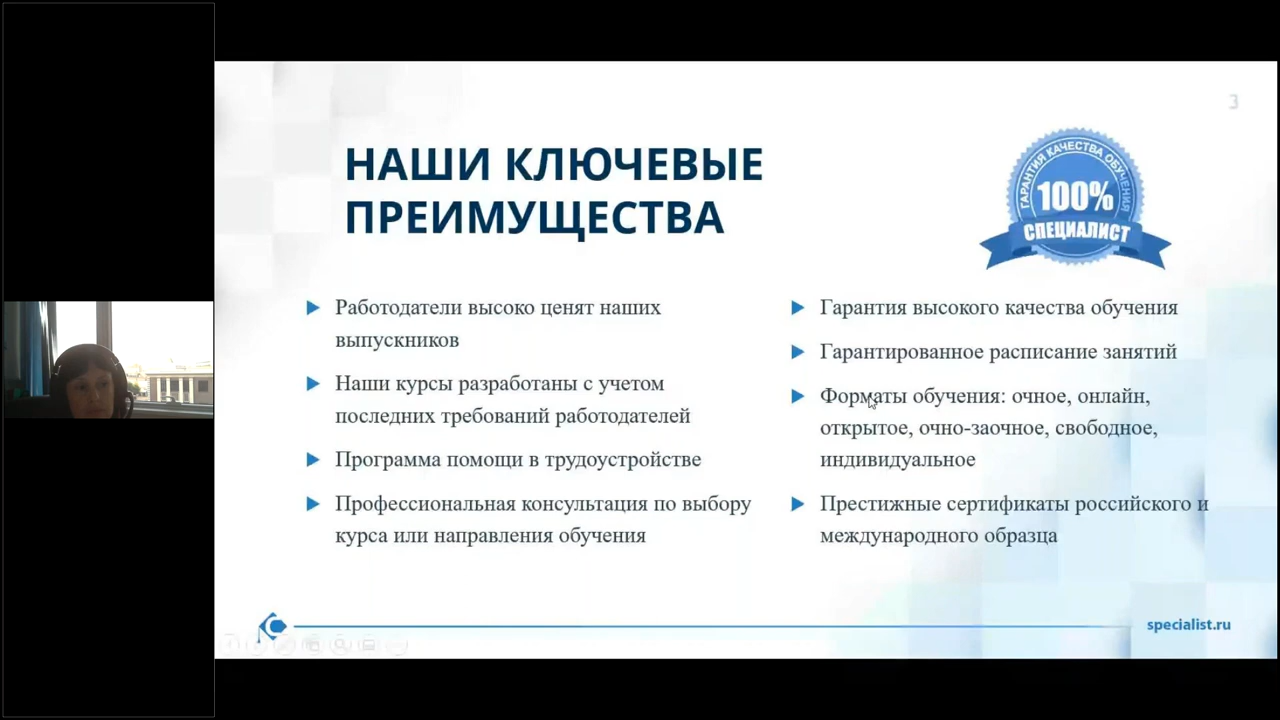 3
НАШИ КЛЮЧЕВЫЕ
ПРЕИМУЩЕСТВА
ГАРАНТИЯ КАЧЕСТВА ОБУЧЕНИЯ
100%
СПЕЦИАЛИСТ
Работодатели высоко ценят наших
выпускников
Наши курсы разработаны с учетом
последних требований работодателей
Программа помощи в трудоустройстве
Профессиональная консультация по выбору
курса или направления обучения
Гарантия высокого качества обучения
Гарантированное расписание занятий
Форматы обучения: очное, онлайн,
открытое, очно-заочное, свободное,
индивидуальное
Престижные сертификаты российского и
международного образца
specialist.ru